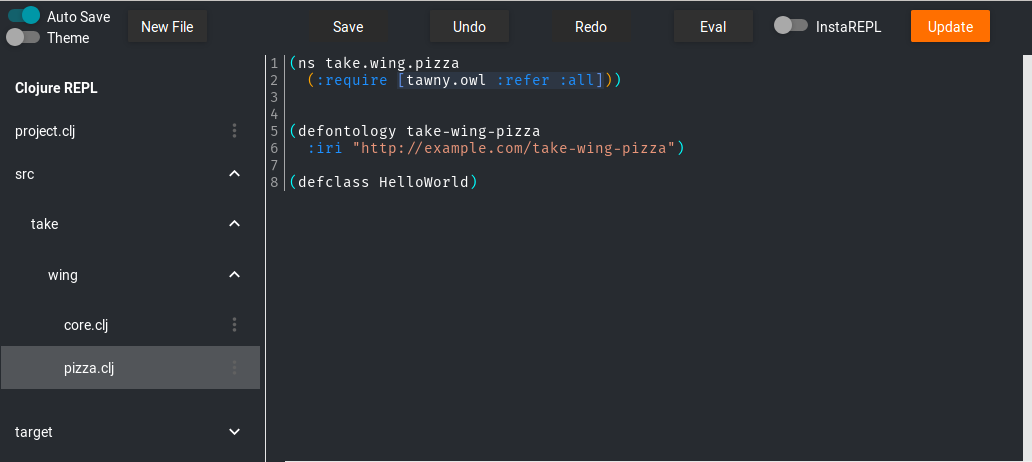 Auto Save
Theme
New File
Save
Undo
Redo
Eval
InstaREPL
Update
Clojure REPL
project.clj
src
take
wing
core.clj
pizza.clj
target
1 (ns take.wing.pizza
2   (:require [tawny.owl :refer :all]))
3
4
5 (defontology take-wing-pizza
6   :iri "http://example.com/take-wing-pizza")
7
8 (defclass HelloWorld)